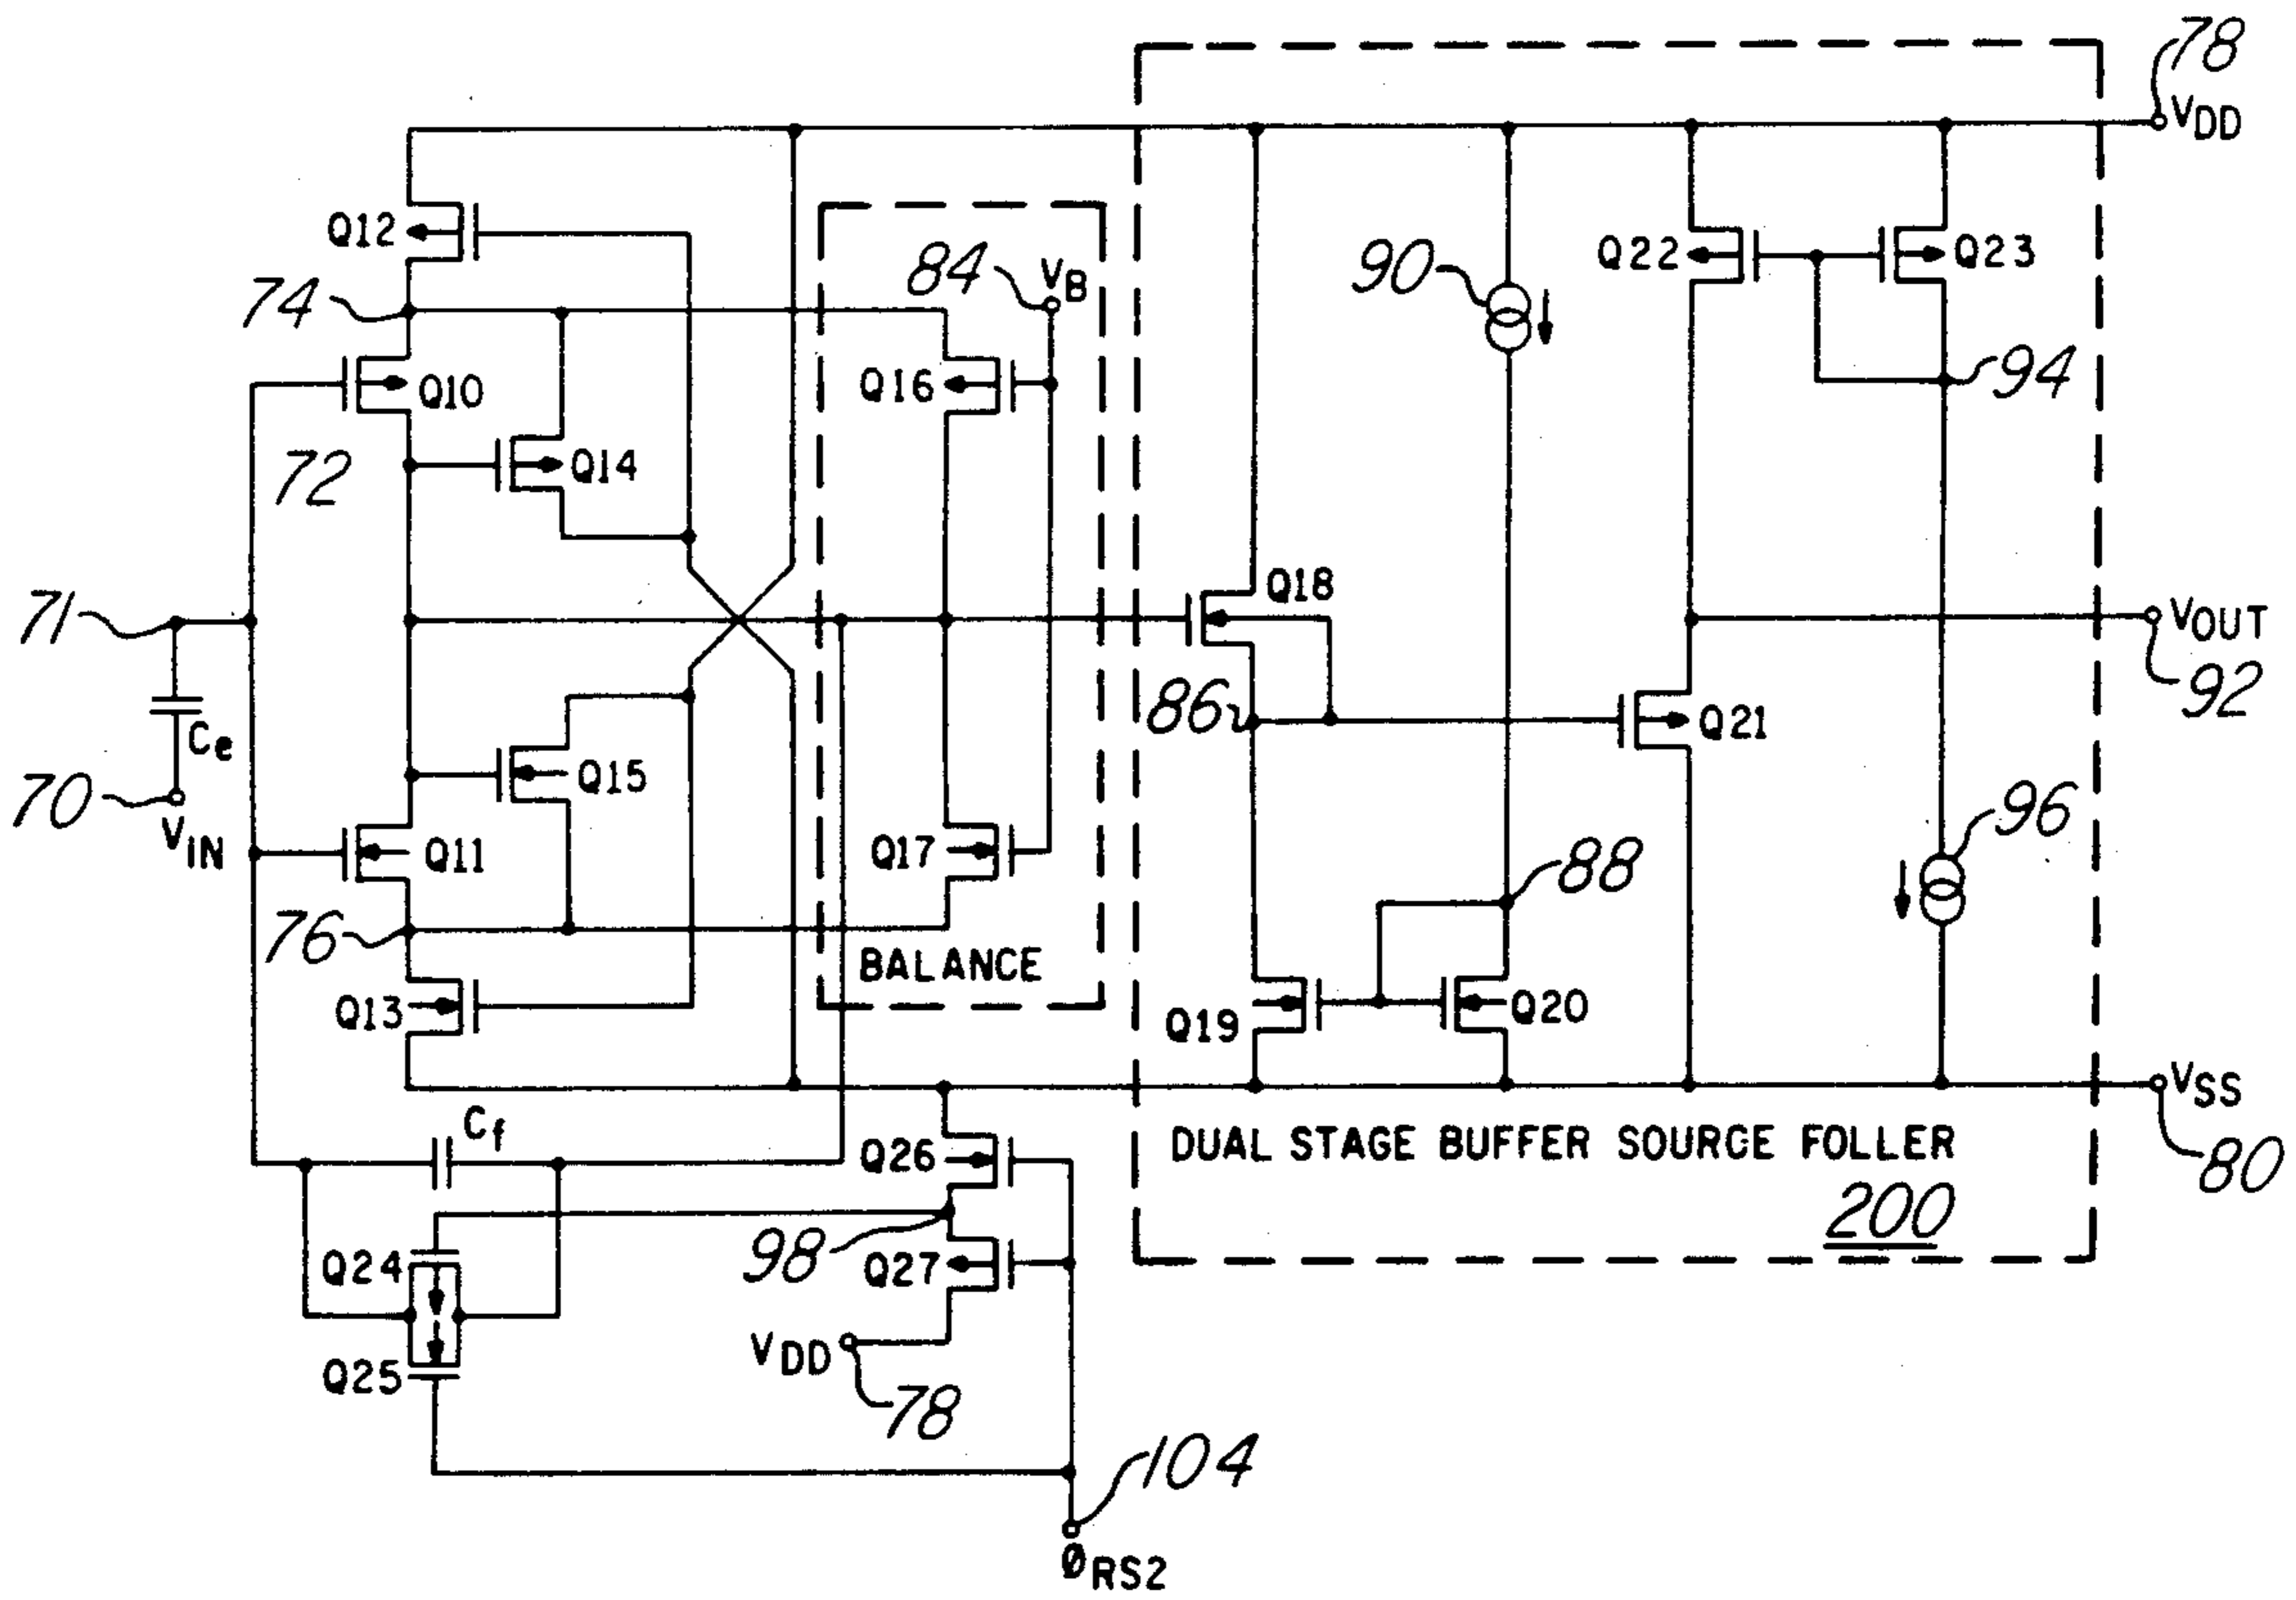 78
VDD
Q12
84
VB
Q22
Q23
90
74
Q10
Q16
94
72
Q14
Q18
71
VOUT
92
86
Q21
Ce
Q15
70
VIN
Q11
Q17
96
88
76
BALANCE
Q13
Q19
Q20
VSS
80
Cf
Q26
DUAL STAGE BUFFER SOURCE FOLLER
200
Q24
98
Q27
VDD
Q25
78
104
ØRS2